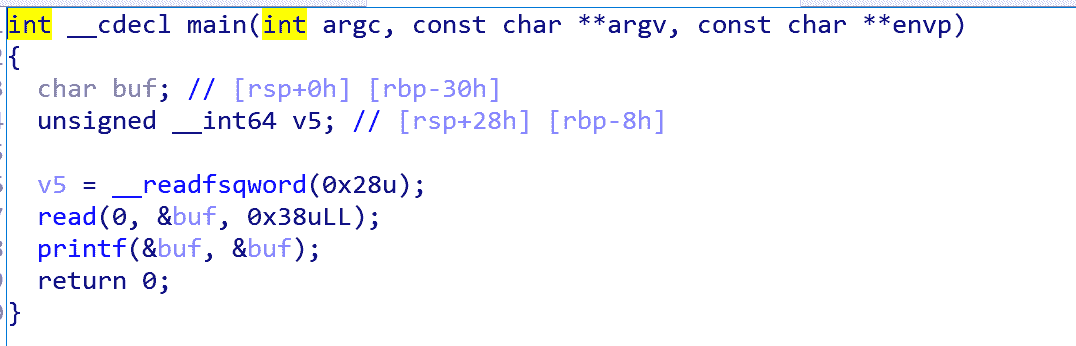 int __cdecl main(int argc, const char **argv, const char **envp)
{
  char buf; // [rsp+0h] [rbp-30h]
  unsigned __int64 v5; // [rsp+28h] [rbp-8h]

  v5 = __readfsqword(0x28u);
  read(0, &buf, 0x38uLL);
  printf(&buf, &buf);
  return 0;
}